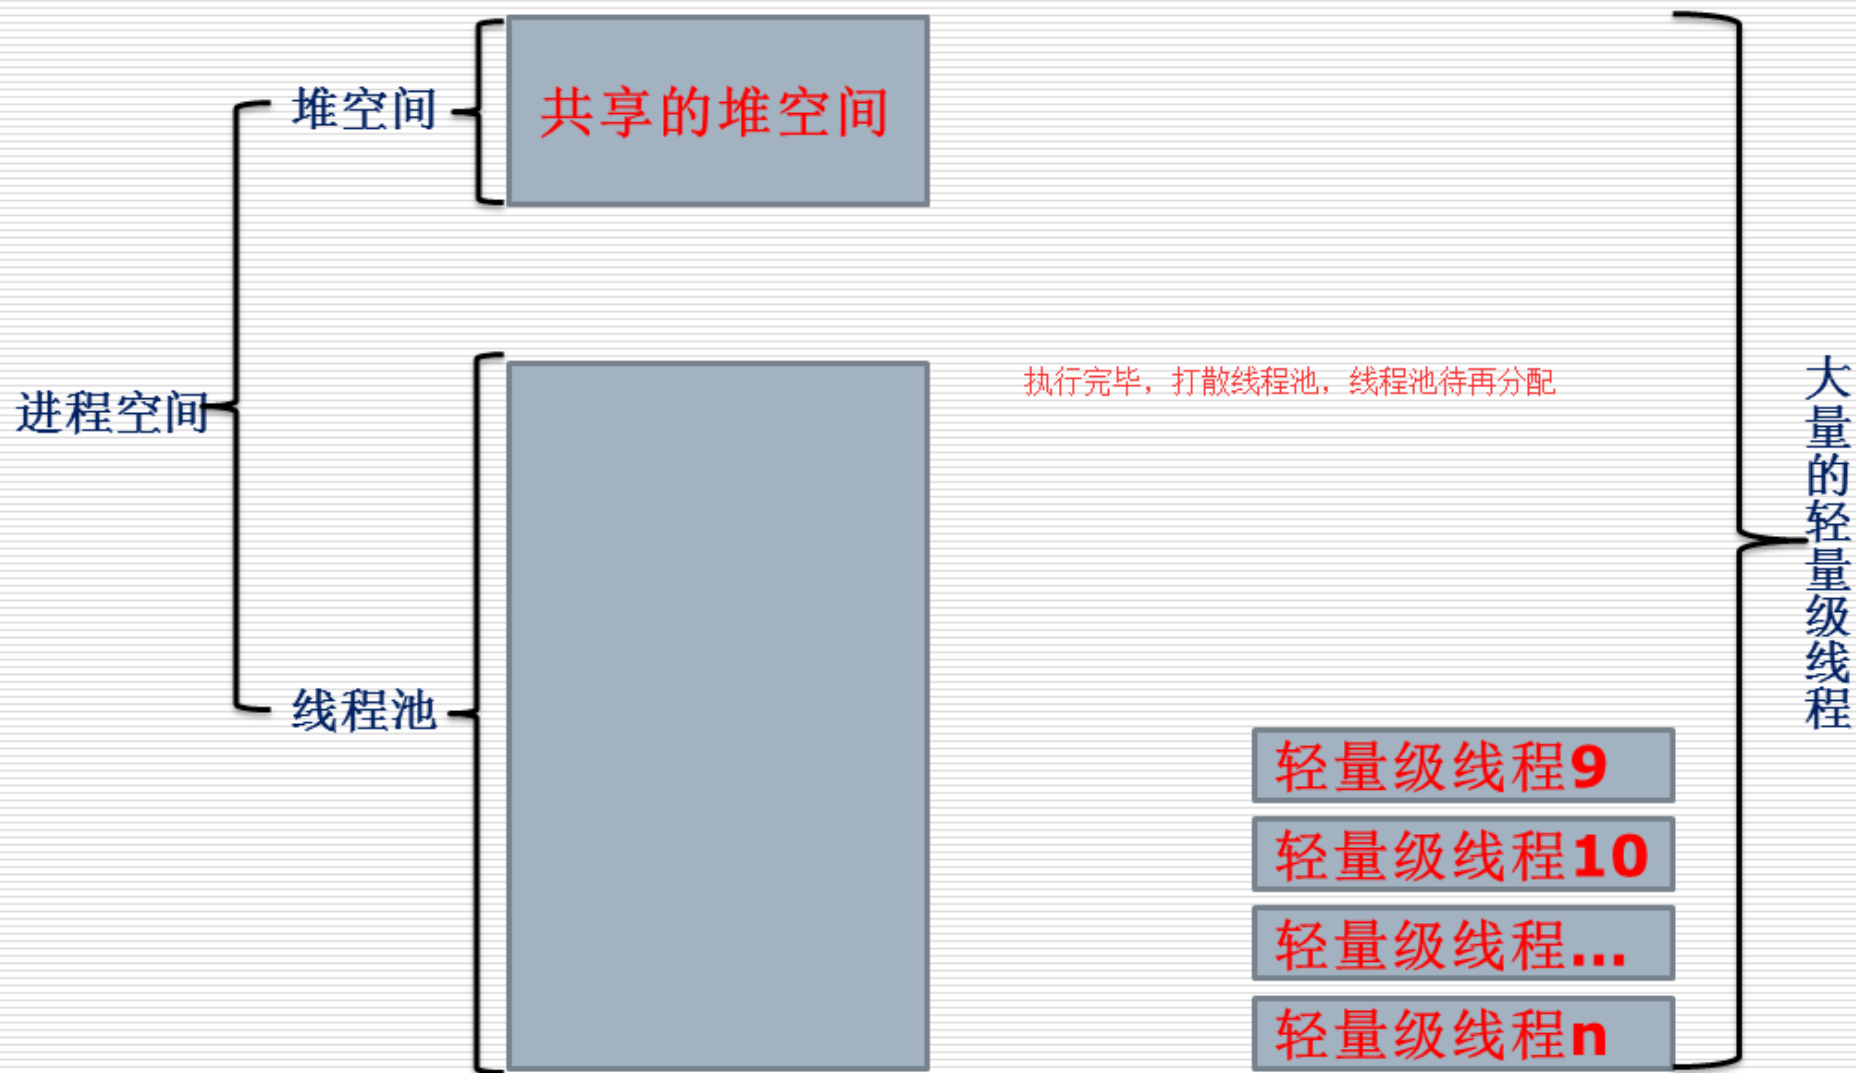 堆空间
共享的堆空间
进程空间
执行完毕，打散线程池，线程池待再分配
大量的轻量级线程
线程池
轻量级线程9
轻量级线程10
轻量级线程...
轻量级线程n